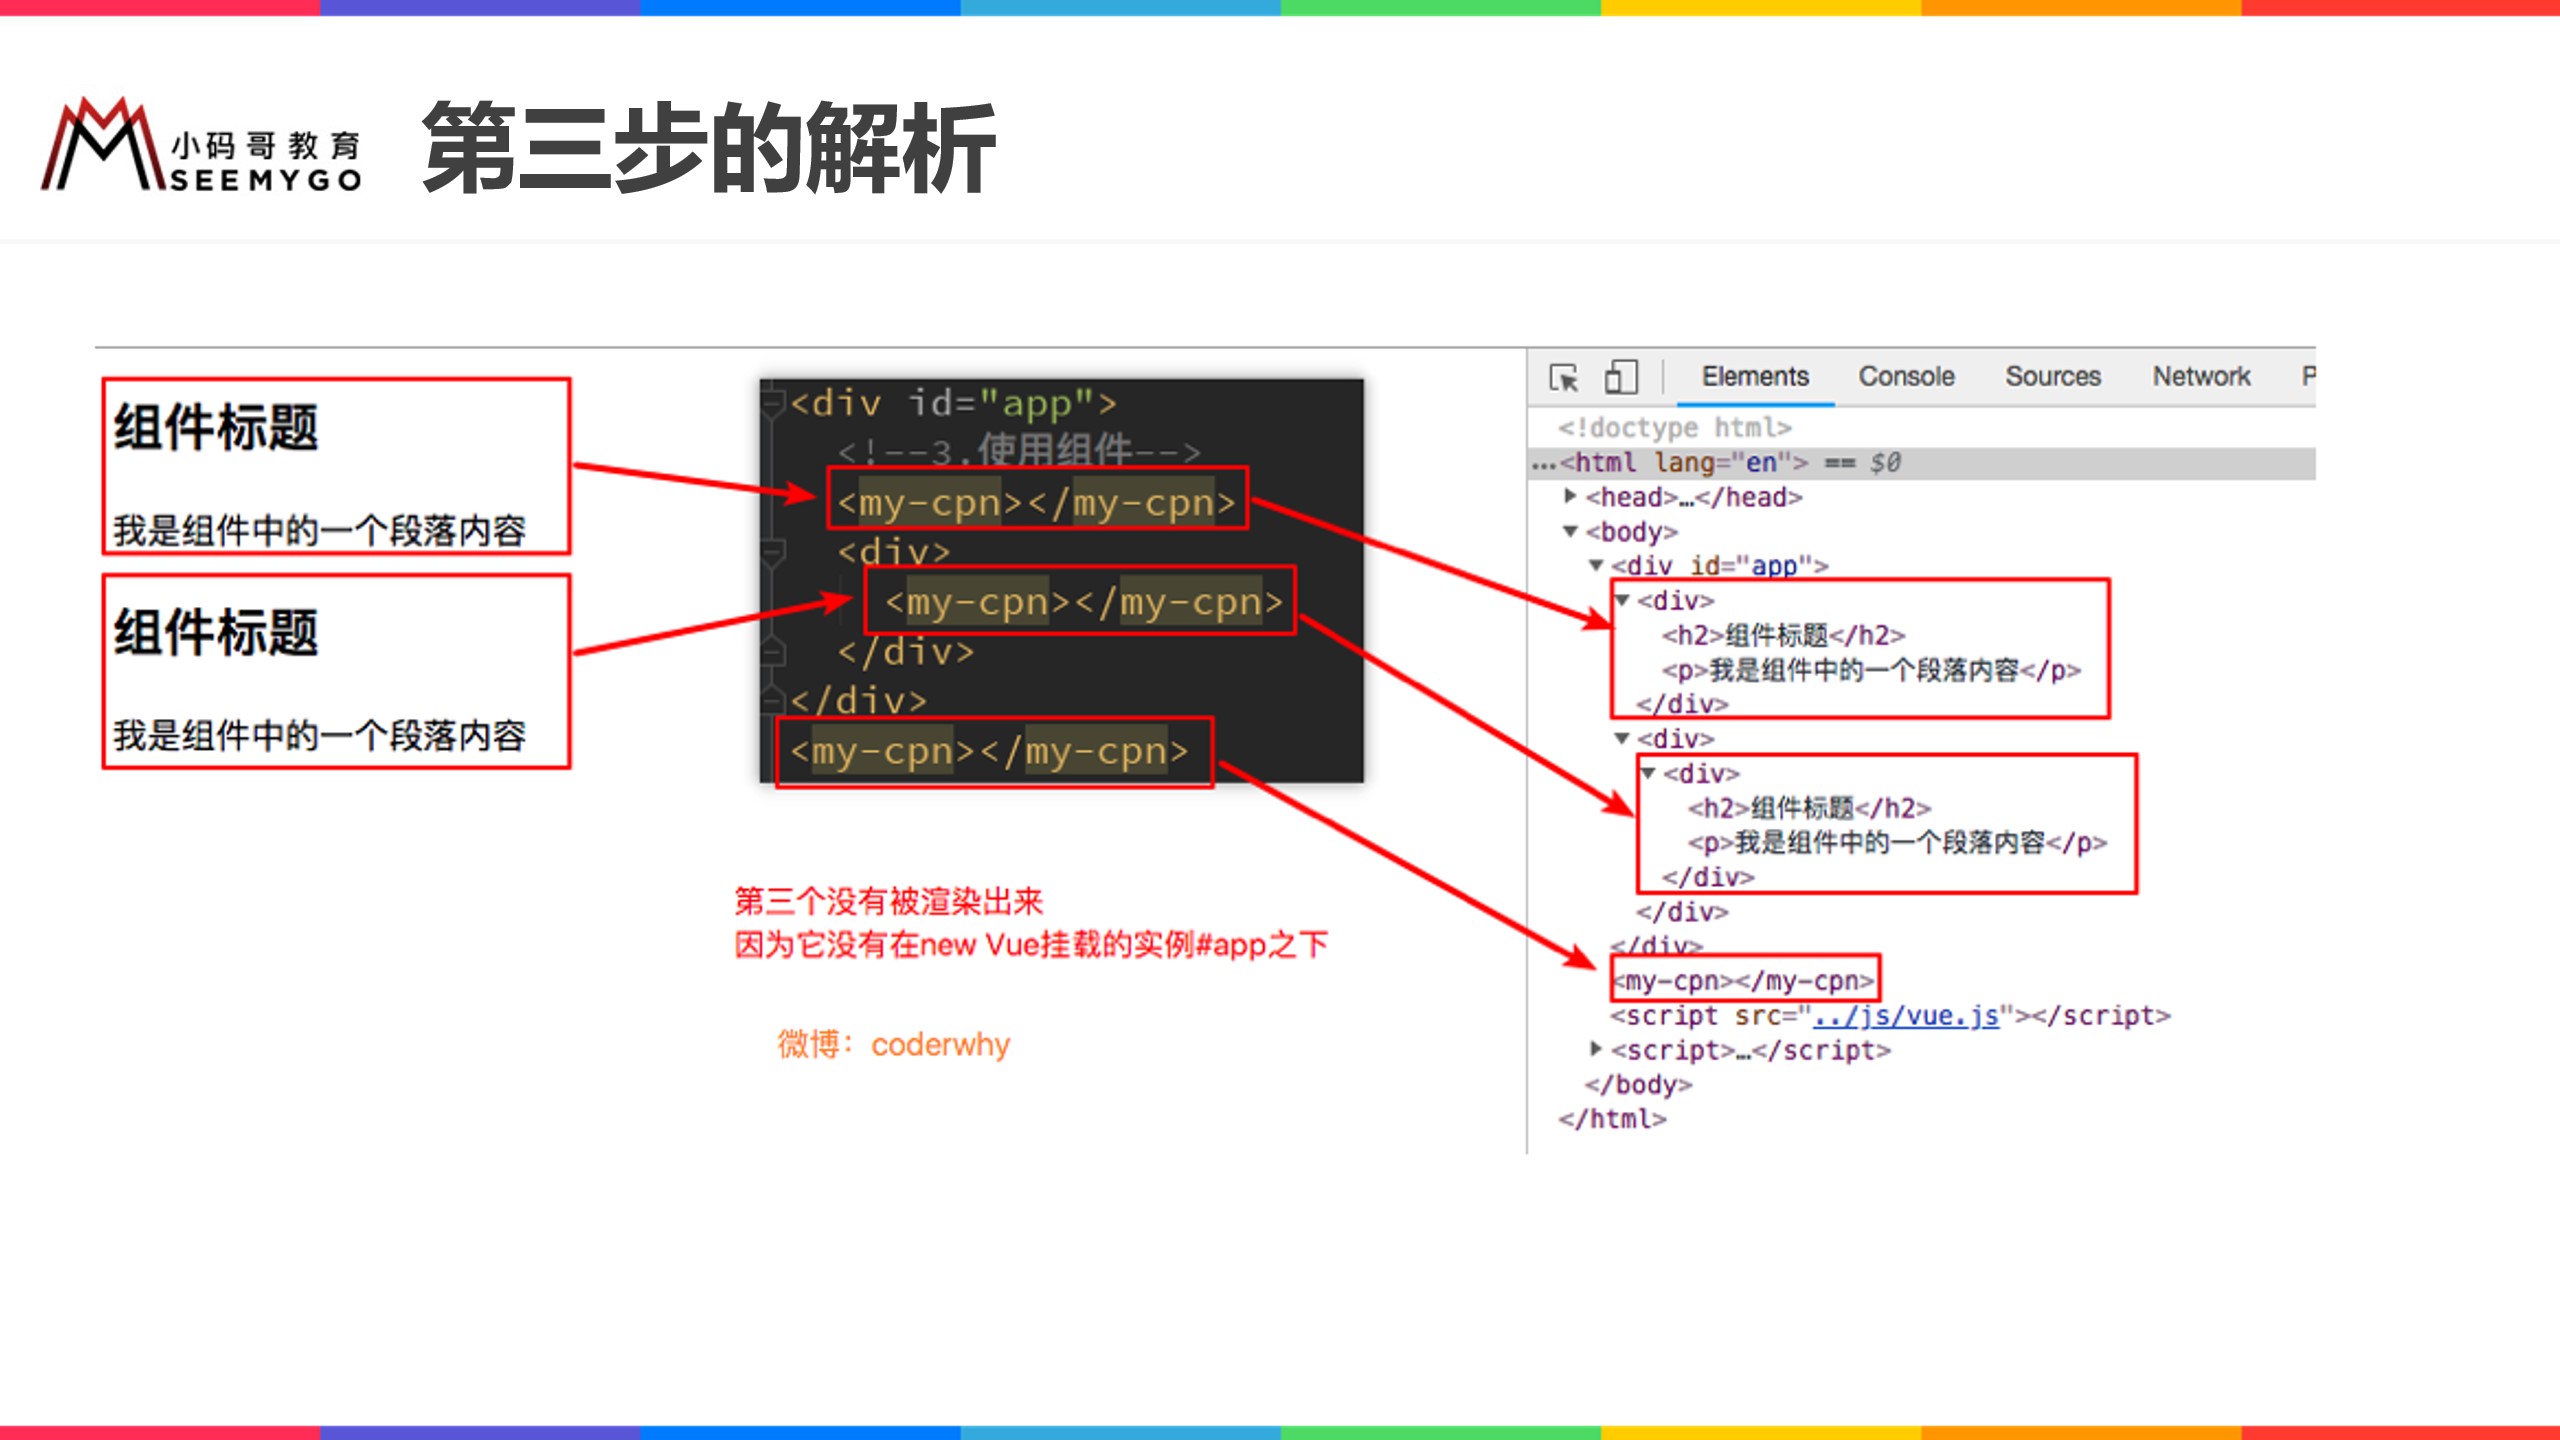 小码哥教育
SEEMYGO
第三步的解析
组件标题
我是组件中的一个段落内容
组件标题
我是组件中的一个段落内容
<div id="app">
<!--3.使用组件-->
<my-cpn></my-cpn>
<div>
<my-cpn></my-cpn>
</div>
</div>
<my-cpn></my-cpn>
第三个没有被渲染出来
因为它没有在new Vue挂载的实例#app之下
微博：coderwhy
Elements Console Sources Network P
<!doctype html>
…<html lang="en"> == $0
<head>…</head>
<body>
<div id="app">
<div>
<h2>组件标题</h2>
<p>我是组件中的一个段落内容</p>
</div>
<div>
<div>
<h2>组件标题</h2>
<p>我是组件中的一个段落内容</p>
</div>
</div>
</div>
<my-cpn></my-cpn>
<script src="../js/vue.js"></script>
<script>…</script>
</body>
</html>